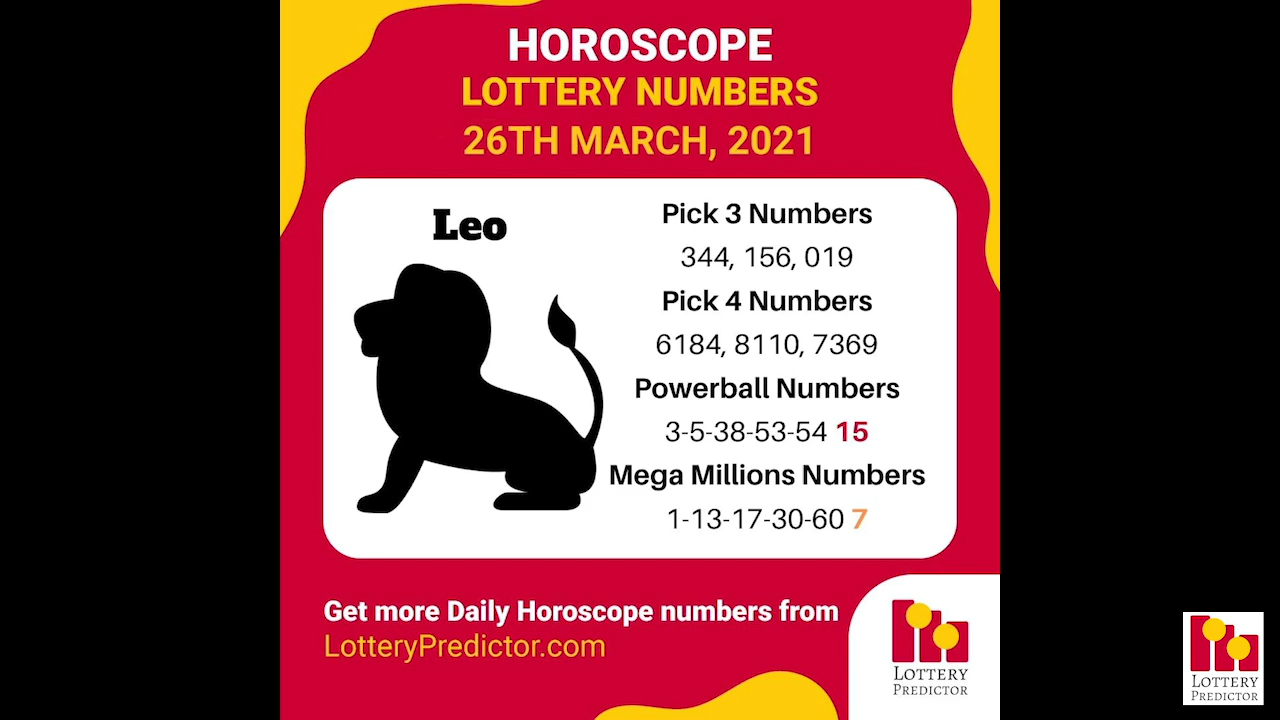 HOROSCOPE
LOTTERY NUMBERS
26TH MARCH, 2021
Leo
Pick 3 Numbers
344, 156, 019
Pick 4 Numbers
6184, 8110, 7369
Powerball Numbers
3-5-38-53-54 15
Mega Millions Numbers
1-13-17-30-60 7
Get more Daily Horoscope numbers from
LotteryPredictor.com
LOTTERY
PREDICTOR
LOTTERY
PREDICTOR